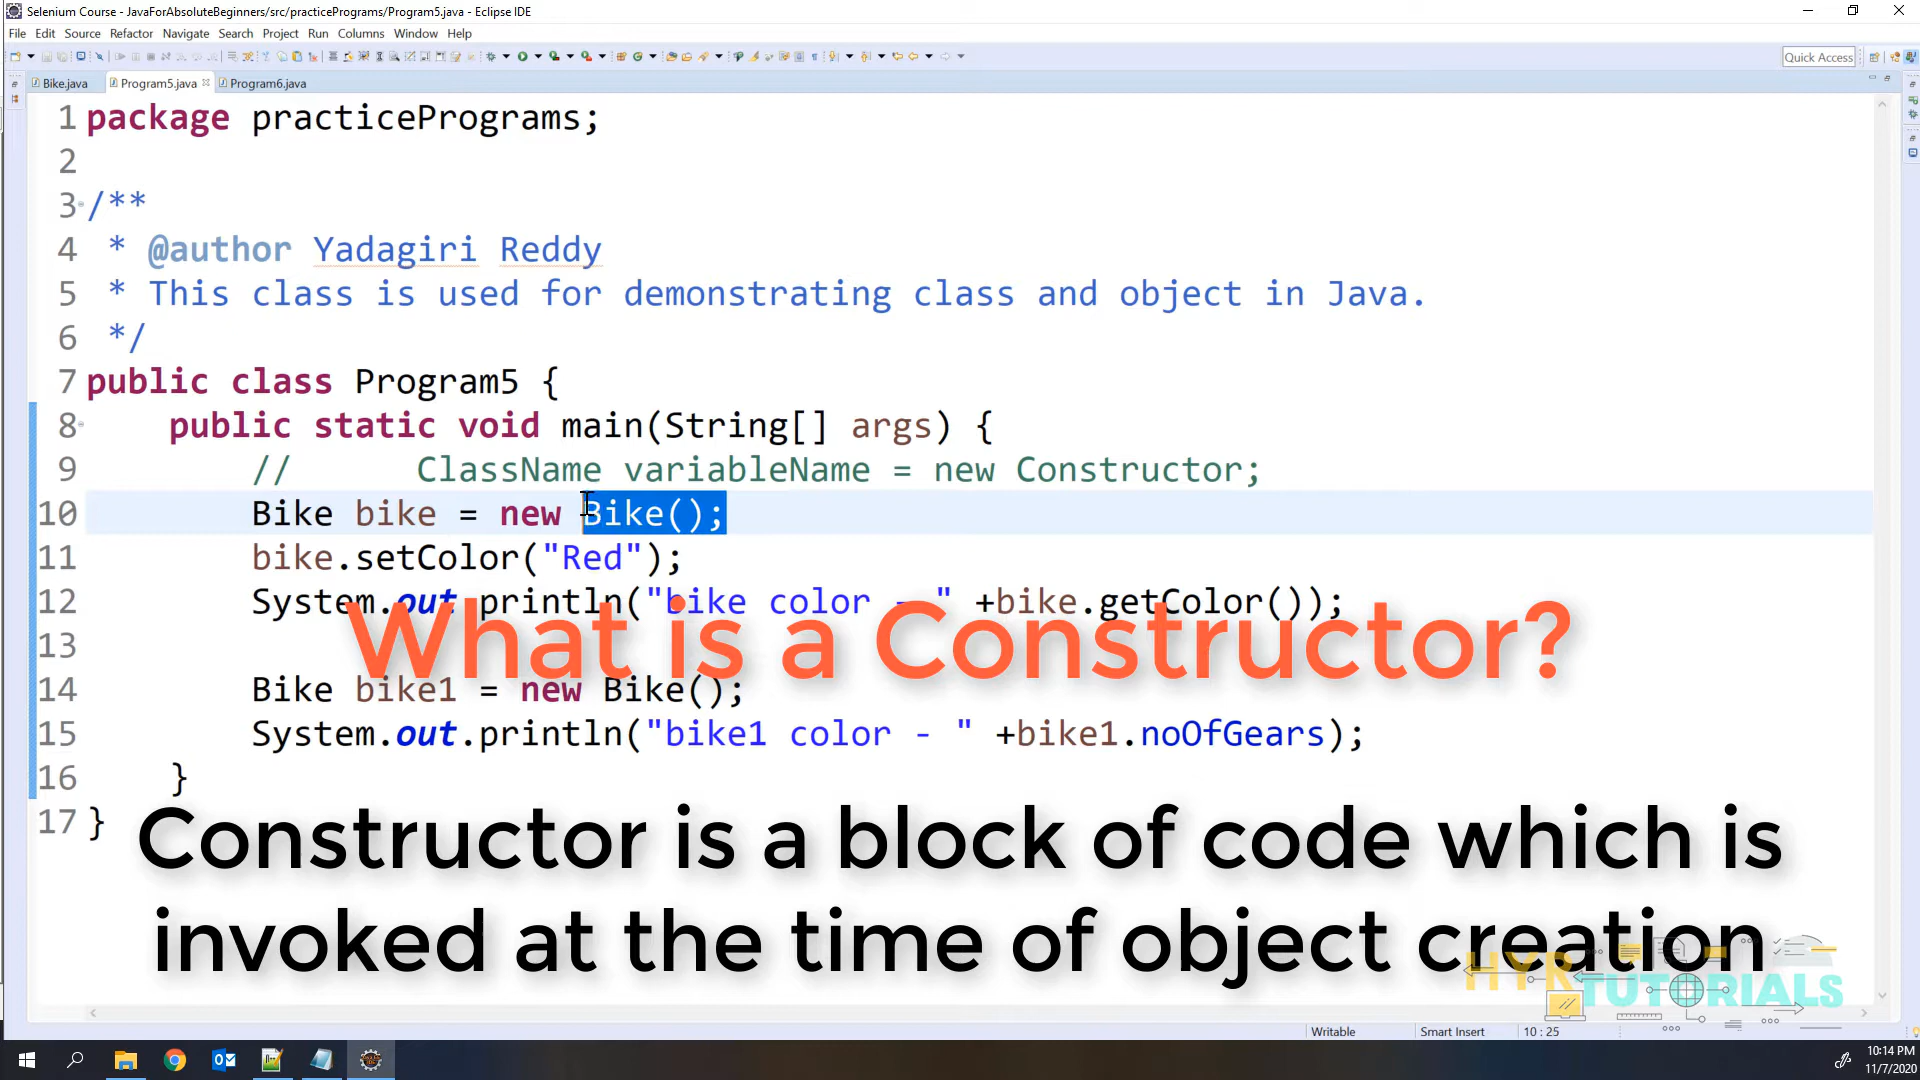 Selenium Course - JavaForAbsoluteBeginners/src/practicePrograms/Program5.java - Eclipse IDE
File Edit Source Refactor Navigate Search Project Run Columns Window Help
Quick Access
Bike.java Program5.java Program6.java
1 package practicePrograms;
2
3 /**
4 * @author Yadagiri Reddy
5 * This class is used for demonstrating class and object in Java.
6 */
7 public class Program5 {
8 public static void main(String[] args) {
9 // ClassName variableName = new Constructor;
10 Bike bike = new Bike();
11 bike.setColor("Red");
12 System.out.println("bike color - " +bike.getColor());
What is a Constructor?
13
14 Bike bike1 = new Bike();
15 System.out.println("bike1 color - " +bike1.noOfGears);
16 }
17 }
Constructor is a block of code which is
invoked at the time of object creation
HYR
TUTORIALS
Writable Smart Insert 10 : 25
10:14 PM
11/7/2020